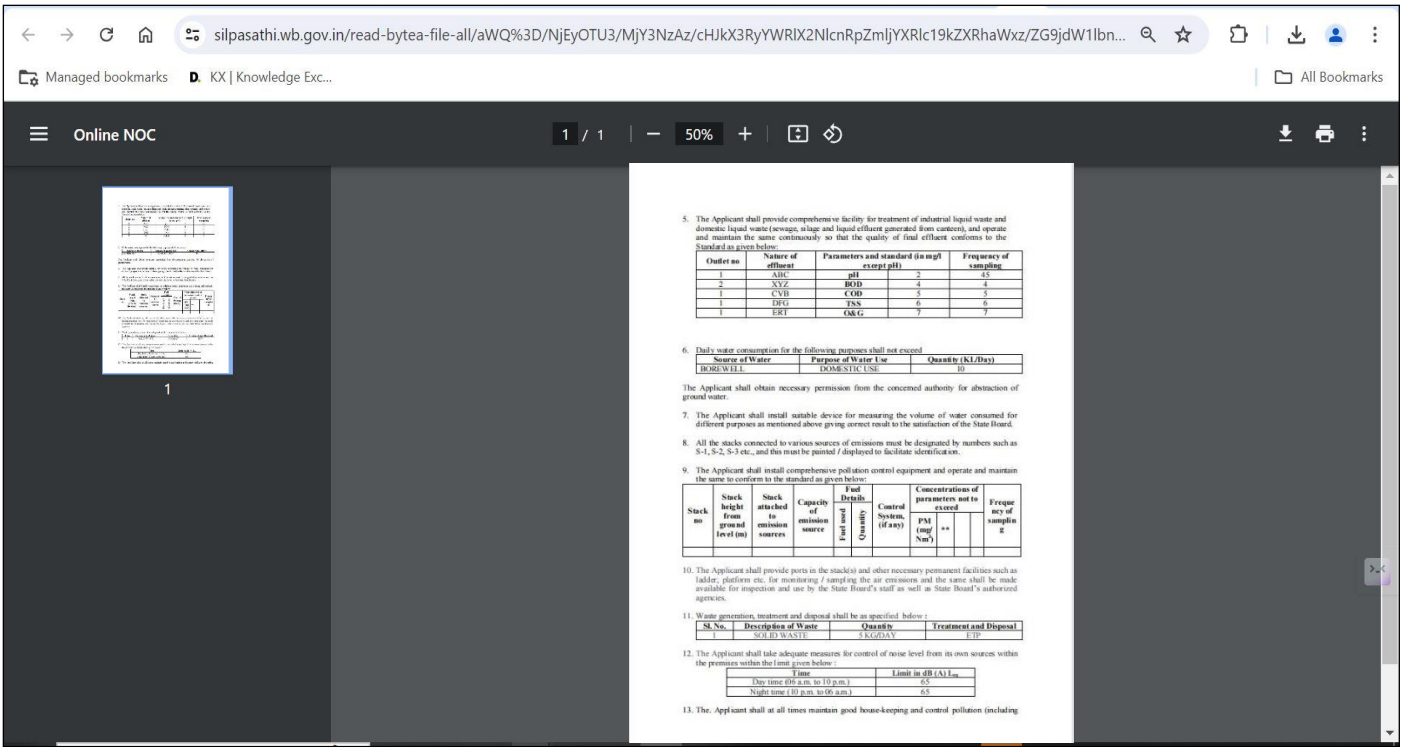 silpasathi.wb.gov.in/read-bytea-file-all/aWQ%3D/NjEyOTU3/MjY3NzAz/cHJkX3RyYWRlX2NlcnRpZmljYXRlc19kZXRhaWxz/ZG9jdW1lbn...
Managed bookmarks D. KX | Knowledge Exc... All Bookmarks
Online NOC 1 / 1 50%
1
5. The Applicant shall provide comprehensive facility for treatment of industrial liquid waste and
domestic liquid waste (sewage, silage and liquid effluent generated from canteen), and operate
and maintain the same continuously so that the quality of final effluent conforms to the
Standard as given below:
Outlet no Nature of effluent Parameters and standard (in mg/l except pH) Frequency of sampling
1 ABC pH 2 45
2 XYZ BOD 4 4
1 CVB COD 5 5
1 DFG TSS 6 6
1 ERT O&G 7 7
6. Daily water consumption for the following purposes shall not exceed
Source of Water Purpose of Water Use Quantity (KL/Day)
BOREWELL DOMESTIC USE 10
The Applicant shall obtain necessary permission from the concerned authority for abstraction of
ground water.
7. The Applicant shall install suitable device for measuring the volume of water consumed for
different purposes as mentioned above giving correct result to the satisfaction of the State Board.
8. All the stacks connected to various sources of emissions must be designated by numbers such as
S-1, S-2, S-3 etc., and this must be painted / displayed to facilitate identification.
9. The Applicant shall install comprehensive pollution control equipment and operate and maintain
the same to conform to the standard as given below:
Stack no Stack height from ground level (m) Stack attached to emission sources Capacity of emission source Fuel Details Fuel used Quantity Control System, (if any) Concentrations of parameters not to exceed PM (mg/Nm³) ** Frequency of sampling
10. The Applicant shall provide ports in the stack(s) and other necessary permanent facilities such as
ladder, platform etc. for monitoring / sampling the air emissions and the same shall be made
available for inspection and use by the State Board's staff as well as State Board's authorized
agencies.
11. Waste generation, treatment and disposal shall be as specified below :
Sl. No. Description of Waste Quantity Treatment and Disposal
1 SOLID WASTE 5 KG/DAY ETP
12. The Applicant shall take adequate measures for control of noise level from its own sources within
the premises within the limit given below :
Time Limit in dB (A) Leq
Day time (06 a.m. to 10 p.m.) 65
Night time (10 p.m. to 06 a.m.) 65
13. The. Applicant shall at all times maintain good house-keeping and control pollution (including